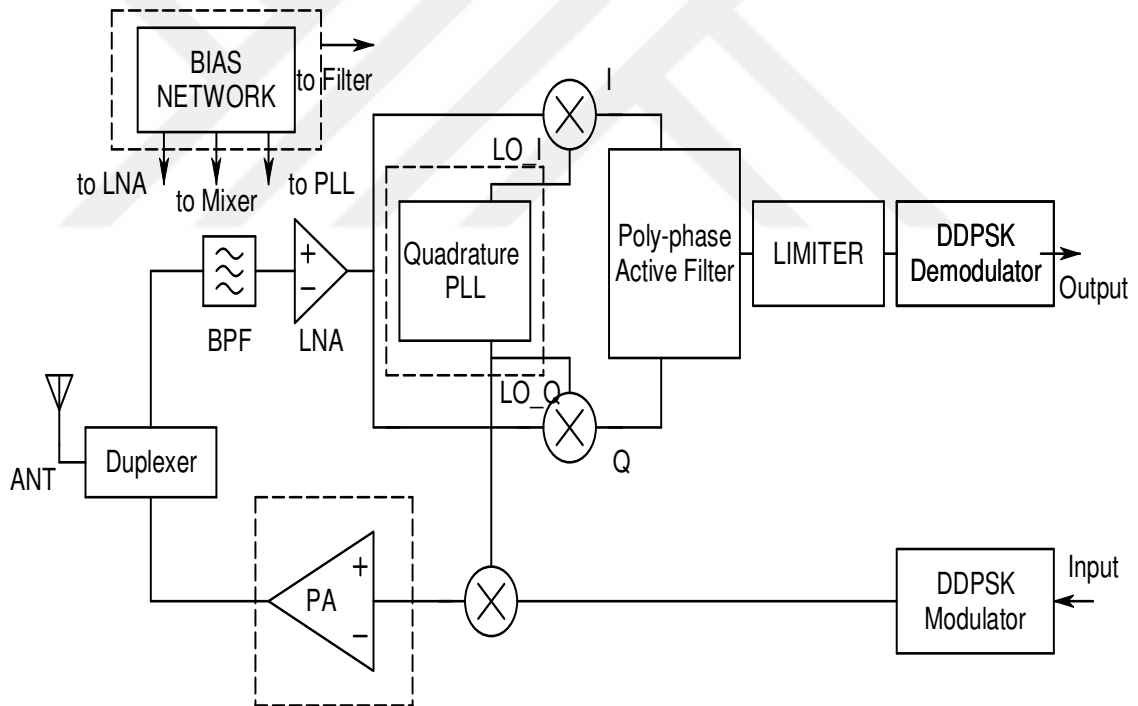 BIAS
NETWORK
to Filter
to LNA
to Mixer
to PLL
I
LO_I
Quadrature
PLL
Poly-phase
Active Filter
LIMITER
DDPSK
Demodulator
Output
+
−
BPF
LNA
LO_Q
Q
ANT
Duplexer
PA
+
−
DDPSK
Modulator
Input